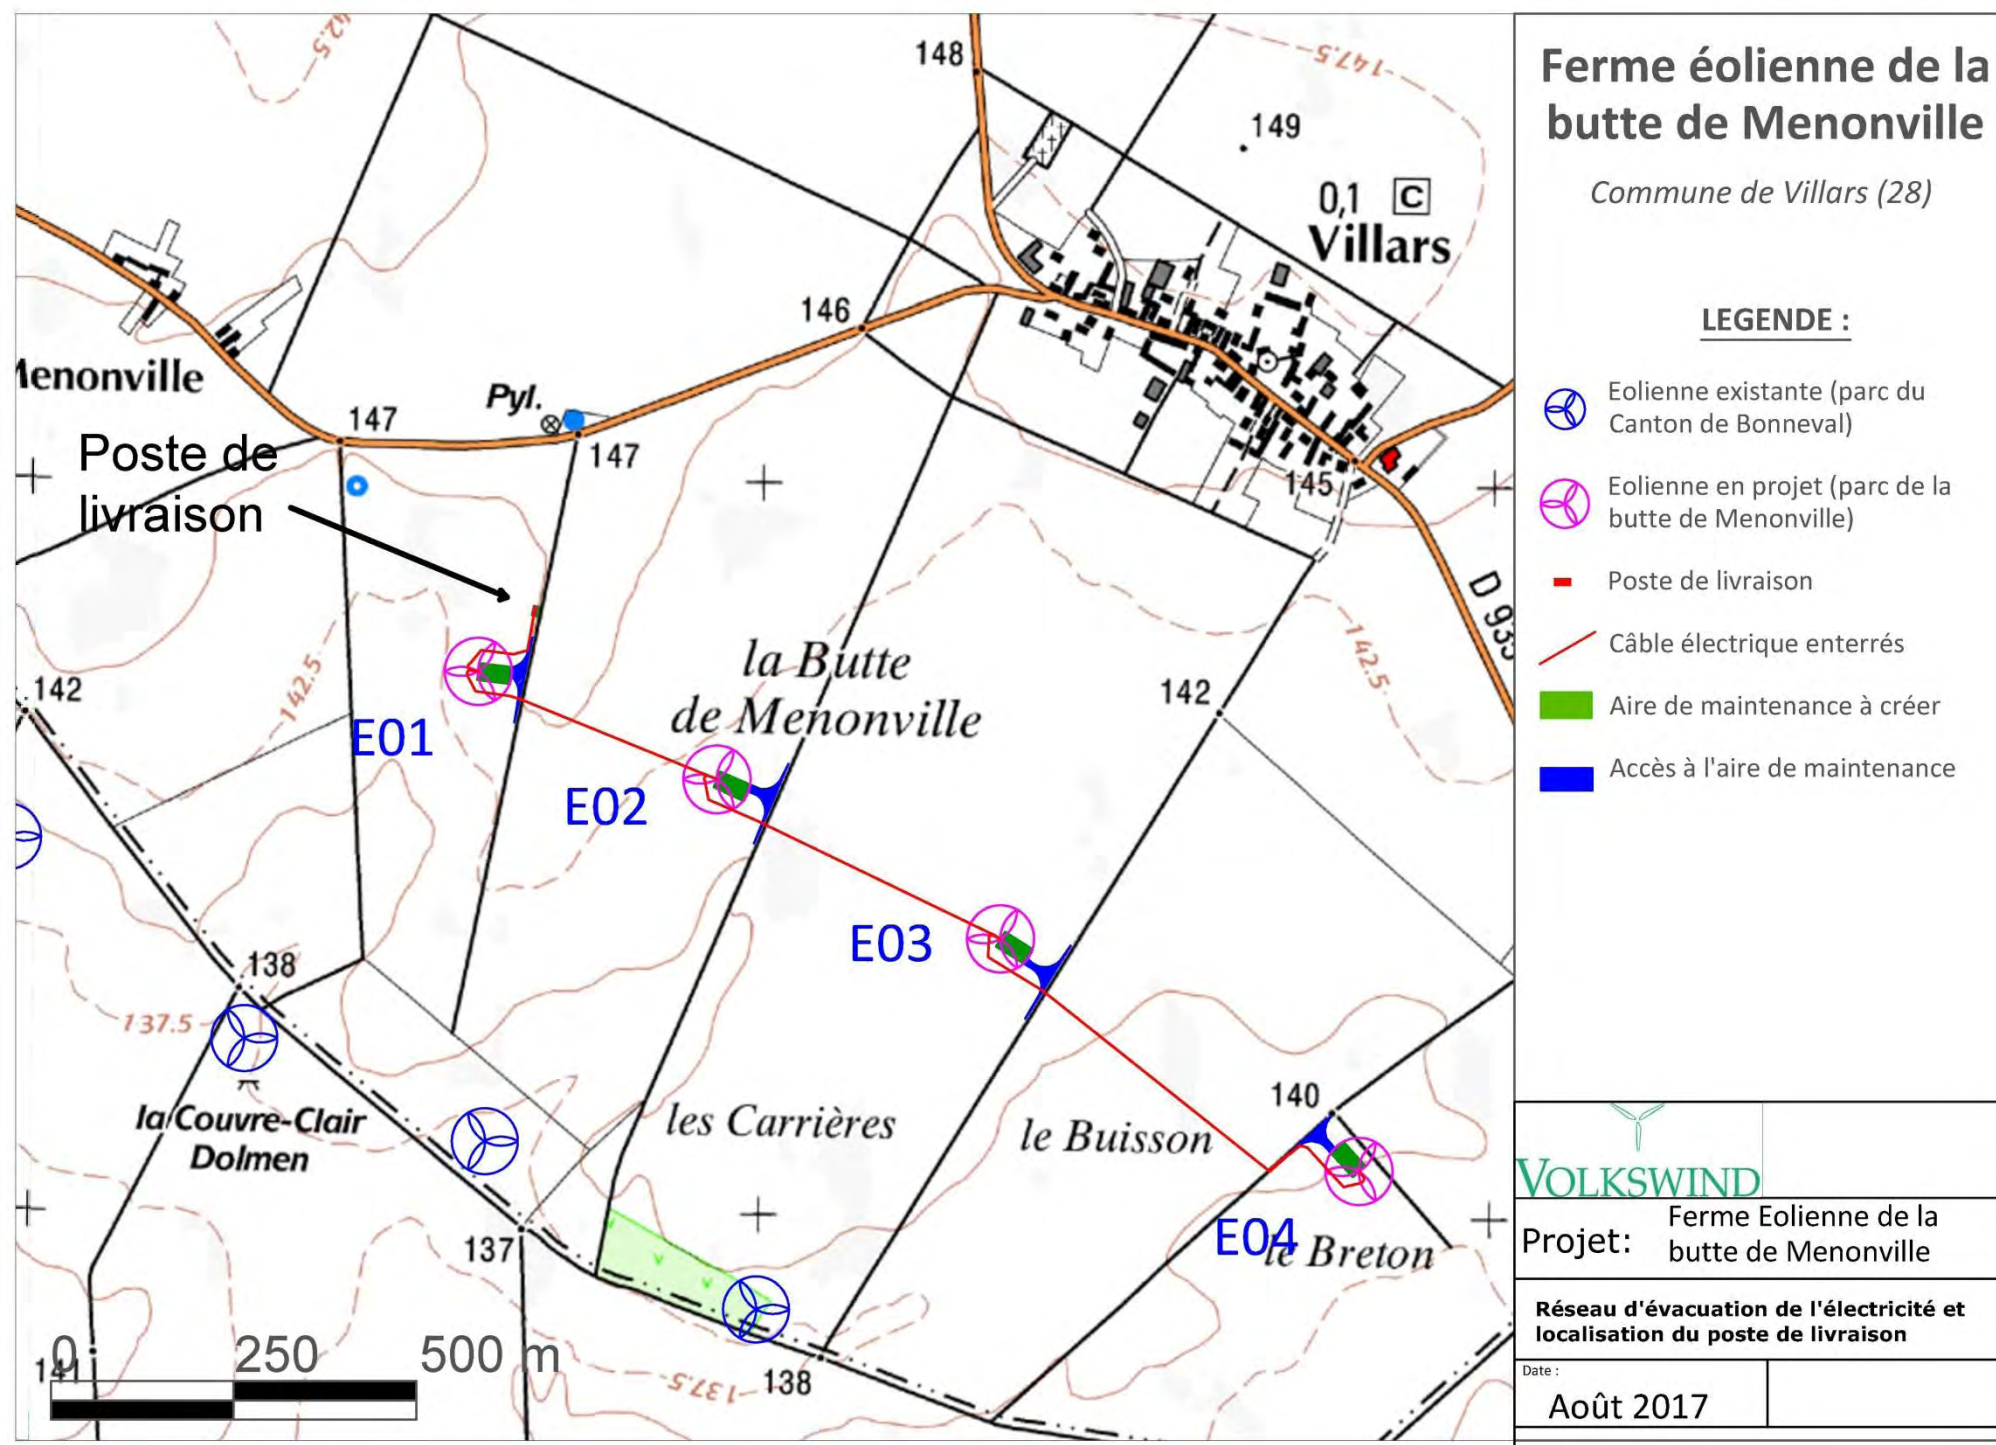 142.5
148
147.5
149
0,1 C
Villars
146
Menonville
147
Pyl.
147
Poste de
livraison
145
D 935
142.5
142.5
142
142
la Butte
de Menonville
E01
E02
E03
138
137.5
140
la Couvre-Clair
Dolmen
les Carrières
le Buisson
137
E04
le Breton
0 250 500 m
141
137.5
138
Ferme éolienne de la
butte de Menonville
Commune de Villars (28)
LEGENDE :
Eolienne existante (parc du
Canton de Bonneval)
Eolienne en projet (parc de la
butte de Menonville)
Poste de livraison
Câble électrique enterrés
Aire de maintenance à créer
Accès à l'aire de maintenance
VOLKSWIND
Projet:
Ferme Eolienne de la
butte de Menonville
Réseau d'évacuation de l'électricité et
localisation du poste de livraison
Date :
Août 2017